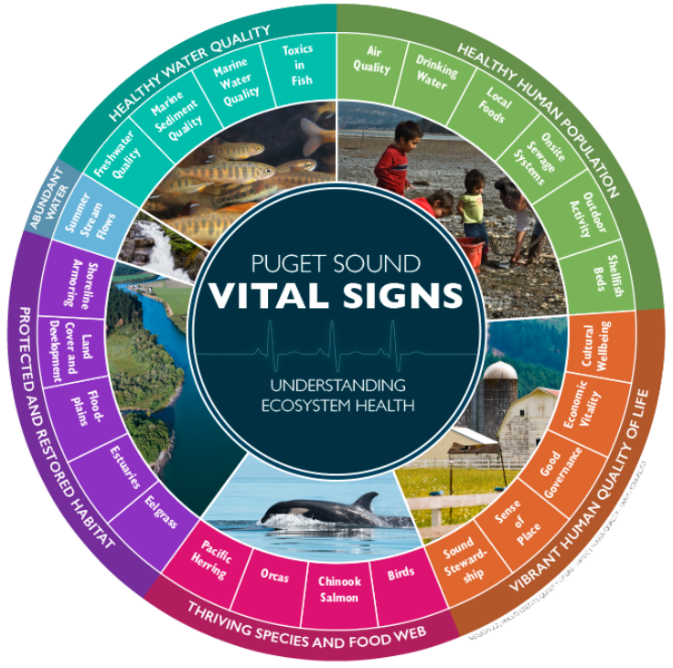 PUGET SOUND
VITAL SIGNS
UNDERSTANDING
ECOSYSTEM HEALTH
HEALTHY WATER QUALITY
Freshwater
Quality
Marine
Sediment
Quality
Marine
Water
Quality
Toxics
in
Fish
HEALTHY HUMAN POPULATION
Air
Quality
Drinking
Water
Local
Foods
Onsite
Sewage
Systems
Outdoor
Activity
Shellfish
Beds
VIBRANT HUMAN QUALITY OF LIFE
Cultural
Wellbeing
Economic
Vitality
Good
Governance
Sense
of
Place
Sound
Steward-
ship
THRIVING SPECIES AND FOOD WEB
Birds
Chinook
Salmon
Orcas
Pacific
Herring
PROTECTED AND RESTORED HABITAT
Eelgrass
Estuaries
Flood-
plains
Land
Cover and
Development
Shoreline
Armoring
ABUNDANT
WATER
Summer
Stream
Flows